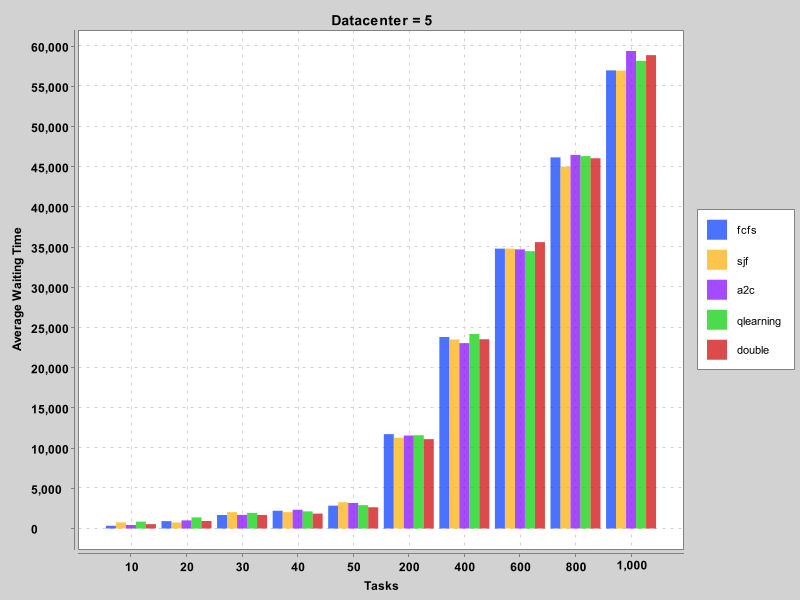 Datacenter = 5
60,000
55,000
50,000
45,000
40,000
35,000
30,000
25,000
20,000
15,000
10,000
5,000
0
Average Waiting Time
10 20 30 40 50 200 400 600 800 1,000
Tasks
fcfs
sjf
a2c
qlearning
double